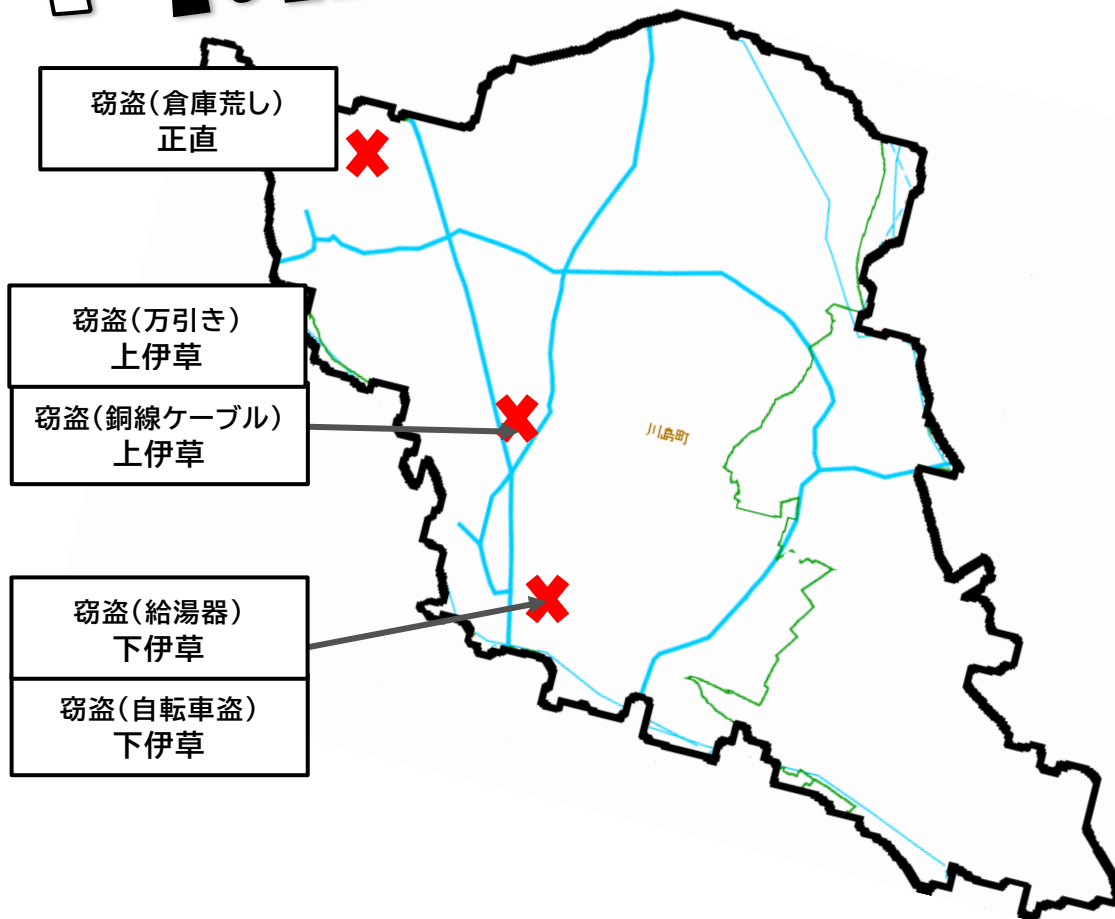 窃盗(倉庫荒し)
正直
窃盗(万引き)
上伊草
窃盗(銅線ケーブル)
上伊草
川島町
窃盗(給湯器)
下伊草
窃盗(自転車盗)
下伊草